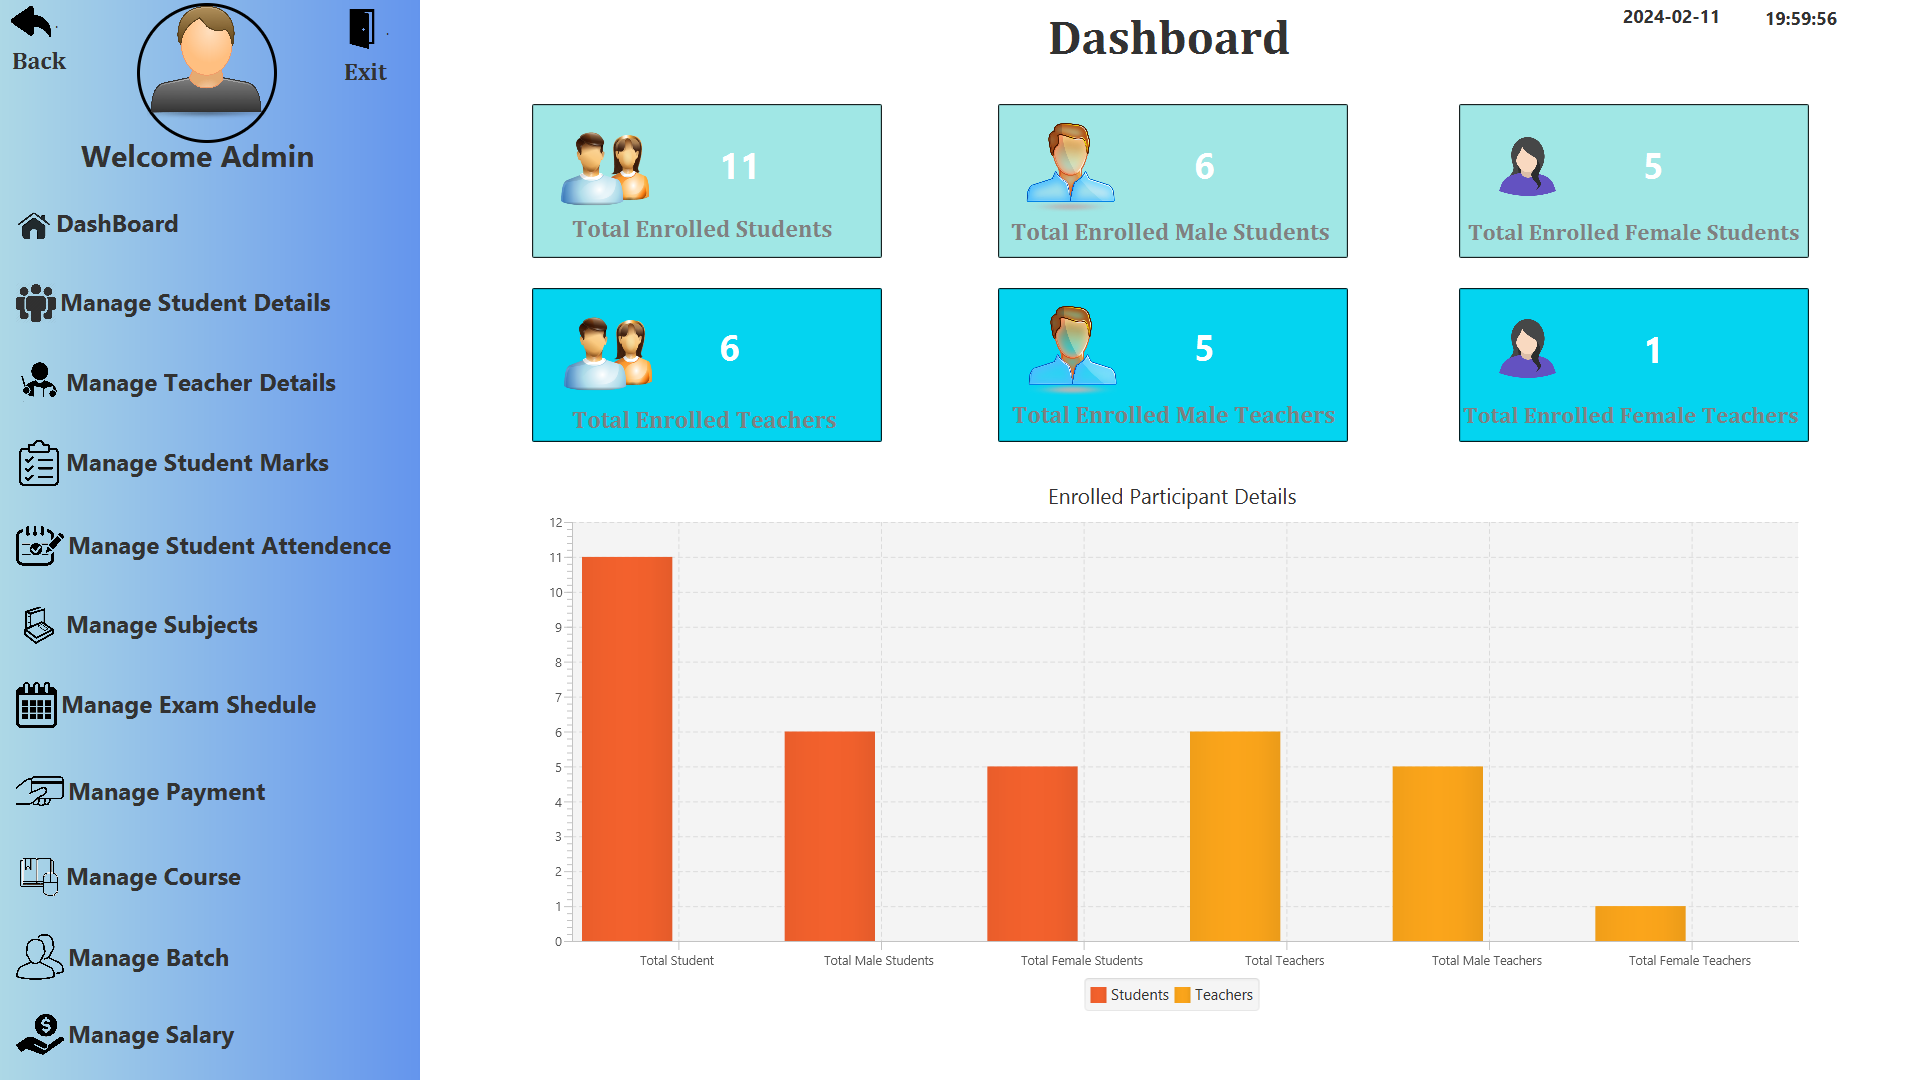 Back
Exit
Welcome Admin
DashBoard
Manage Student Details
Manage Teacher Details
Manage Student Marks
Manage Student Attendence
Manage Subjects
Manage Exam Shedule
Manage Payment
Manage Course
Manage Batch
Manage Salary
Dashboard
2024-02-11 19:59:56
11
Total Enrolled Students
6
Total Enrolled Male Students
5
Total Enrolled Female Students
6
Total Enrolled Teachers
5
Total Enrolled Male Teachers
1
Total Enrolled Female Teachers
Enrolled Participant Details
12
11
10
9
8
7
6
5
4
3
2
1
0
Total Student Total Male Students Total Female Students Total Teachers Total Male Teachers Total Female Teachers
Students Teachers